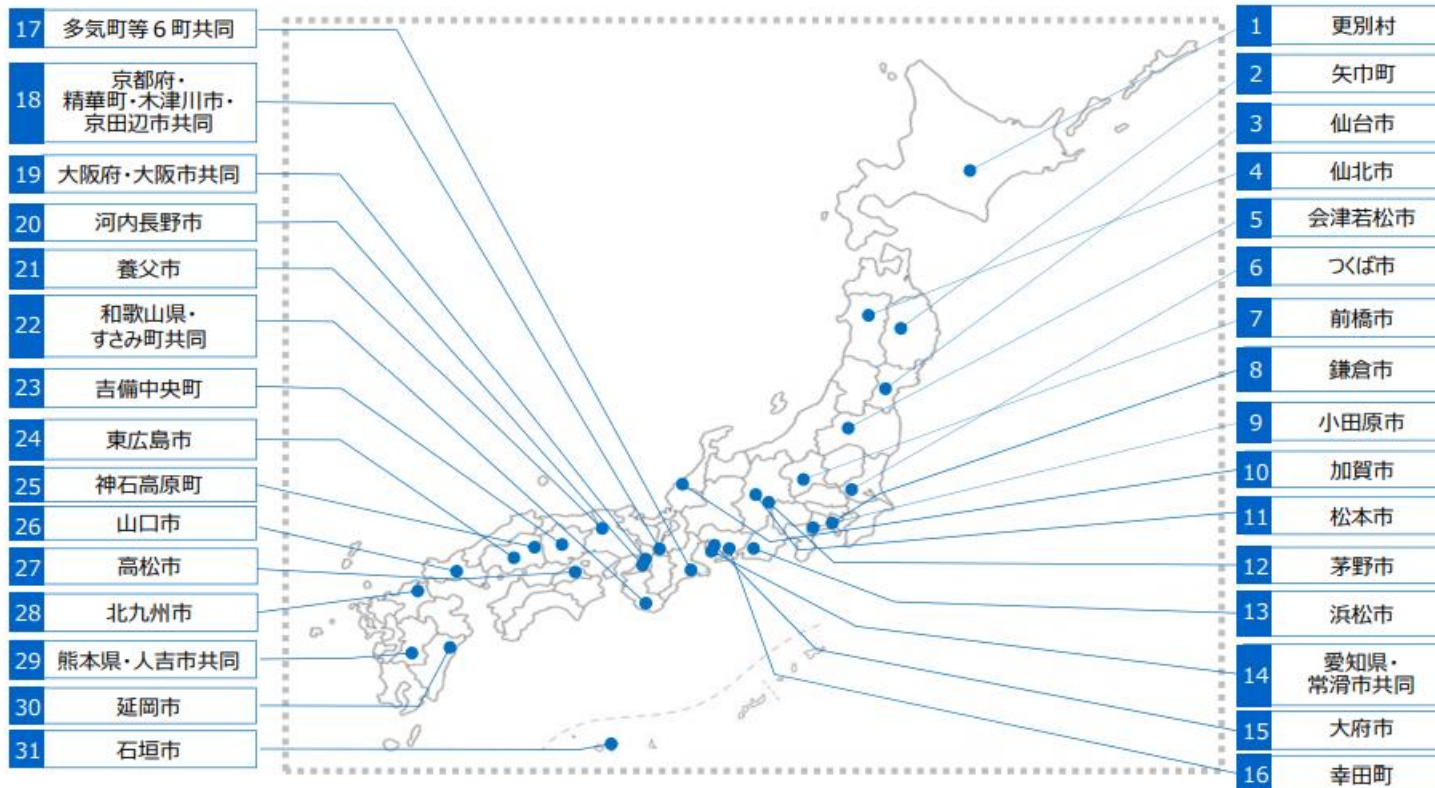 17 多気町等6町共同
18 京都府・
精華町・木津川市・
京田辺市共同
19 大阪府・大阪市共同
20 河内長野市
21 養父市
22 和歌山県・
すさみ町共同
23 吉備中央町
24 東広島市
25 神石高原町
26 山口市
27 高松市
28 北九州市
29 熊本県・人吉市共同
30 延岡市
31 石垣市
1 更別村
2 矢巾町
3 仙台市
4 仙北市
5 会津若松市
6 つくば市
7 前橋市
8 鎌倉市
9 小田原市
10 加賀市
11 松本市
12 茅野市
13 浜松市
14 愛知県・
常滑市共同
15 大府市
16 幸田町